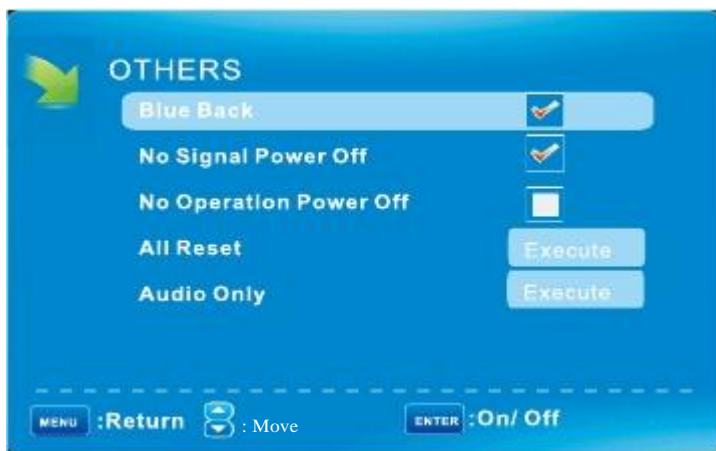 OTHERS
Blue Back
No Signal Power Off
No Operation Power Off
All Reset Execute
Audio Only Execute
MENU :Return : Move ENTER :On/ Off